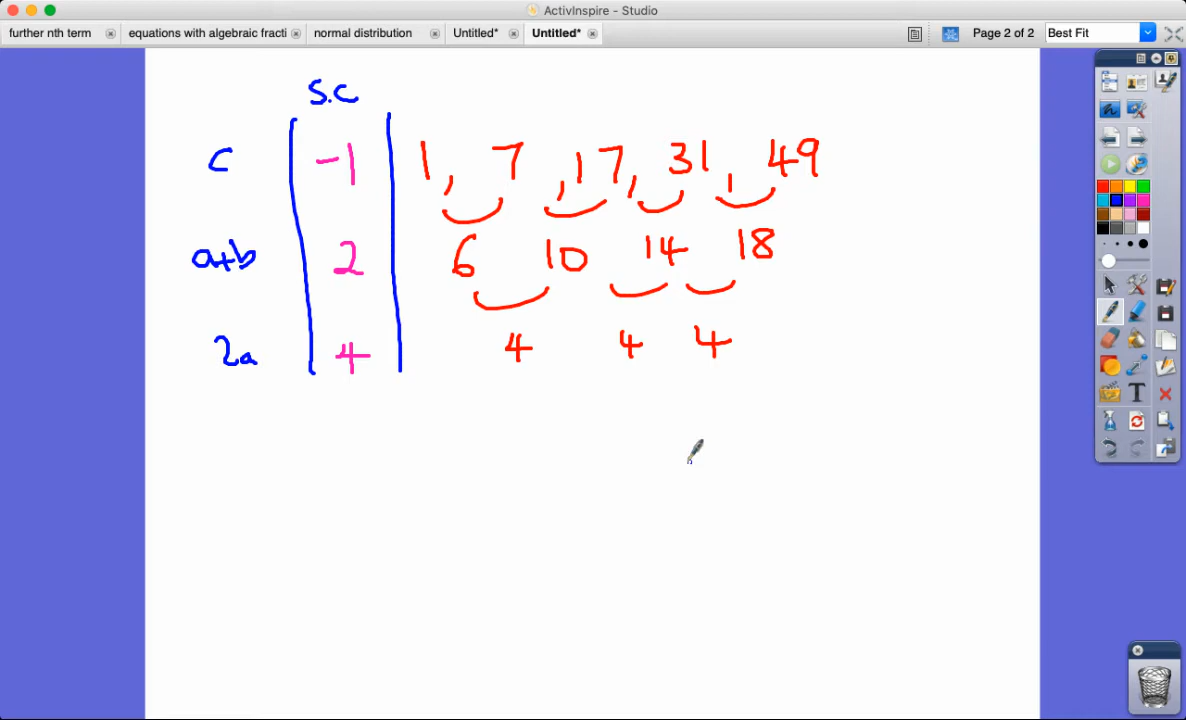 ActivInspire - Studio
further nth term equations with algebraic fracti normal distribution Untitled* Untitled* Page 2 of 2 Best Fit
S.C
c -1 1, 7, 17, 31, 49
a+b 2 6 10 14 18
2a 4 4 4 4
T